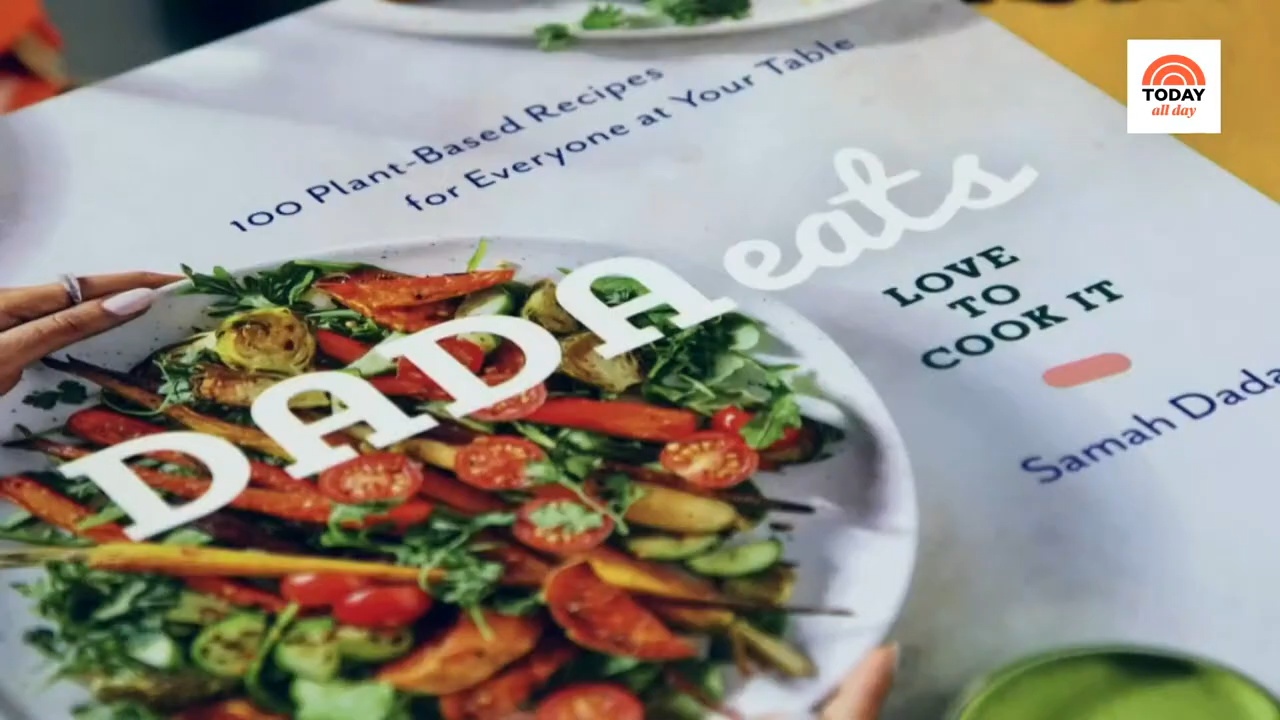 100 Plant-Based Recipes
for Everyone at Your Table
DADA eats
LOVE
TO
COOK IT
Samah Dada
TODAY
all day